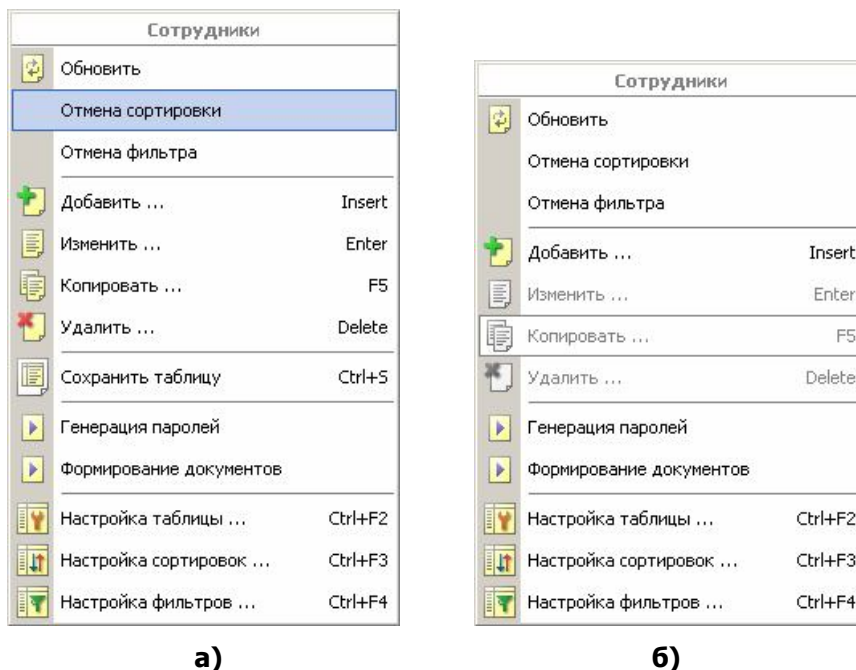 Сотрудники
Обновить
Отмена сортировки
Отмена фильтра
Добавить ... Insert
Изменить ... Enter
Копировать ... F5
Удалить ... Delete
Сохранить таблицу Ctrl+S
Генерация паролей
Формирование документов
Настройка таблицы ... Ctrl+F2
Настройка сортировок ... Ctrl+F3
Настройка фильтров ... Ctrl+F4
а)
Сотрудники
Обновить
Отмена сортировки
Отмена фильтра
Добавить ... Insert
Изменить ... Enter
Копировать ... F5
Удалить ... Delete
Генерация паролей
Формирование документов
Настройка таблицы ... Ctrl+F2
Настройка сортировок ... Ctrl+F3
Настройка фильтров ... Ctrl+F4
б)